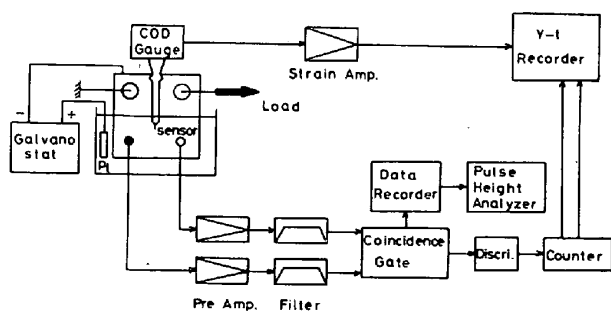 COD
Gauge
Strain Amp.
Y-t
Recorder
Load
sensor
- +
Galvano
stat
Pt
Data
Recorder
Pulse
Height
Analyzer
Coincidence
Gate
Discri.
Counter
Pre Amp.
Filter